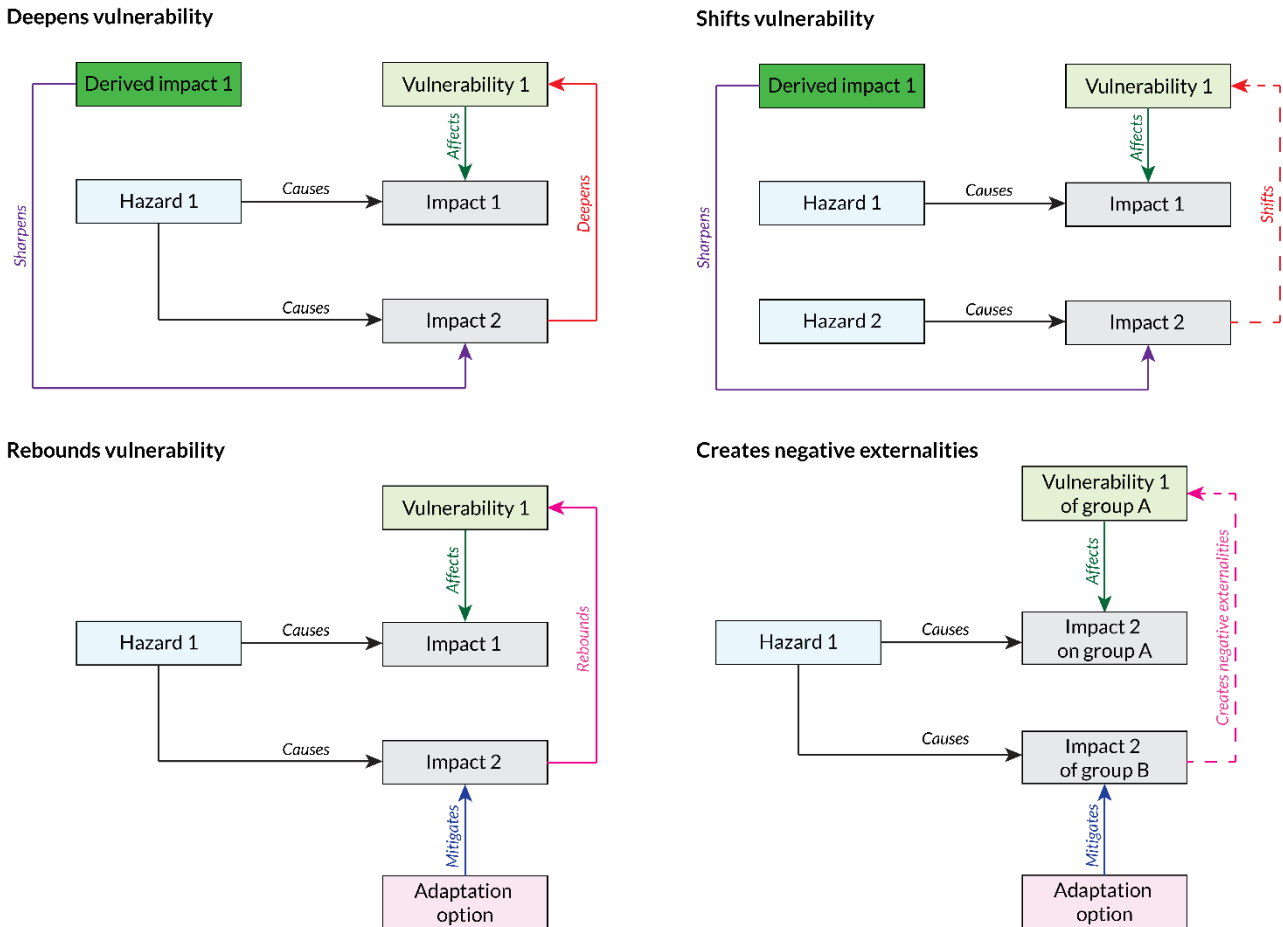 Deepens vulnerability
Derived impact 1
Vulnerability 1
Affects
Hazard 1
Causes
Impact 1
Sharpens
Deepens
Causes
Impact 2
Shifts vulnerability
Derived impact 1
Vulnerability 1
Affects
Hazard 1
Causes
Impact 1
Sharpens
Shifts
Hazard 2
Causes
Impact 2
Rebounds vulnerability
Vulnerability 1
Affects
Hazard 1
Causes
Impact 1
Rebounds
Causes
Impact 2
Mitigates
Adaptation
option
Creates negative externalities
Vulnerability 1
of group A
Affects
Hazard 1
Causes
Impact 2
on group A
Creates negative externalities
Causes
Impact 2
of group B
Mitigates
Adaptation
option